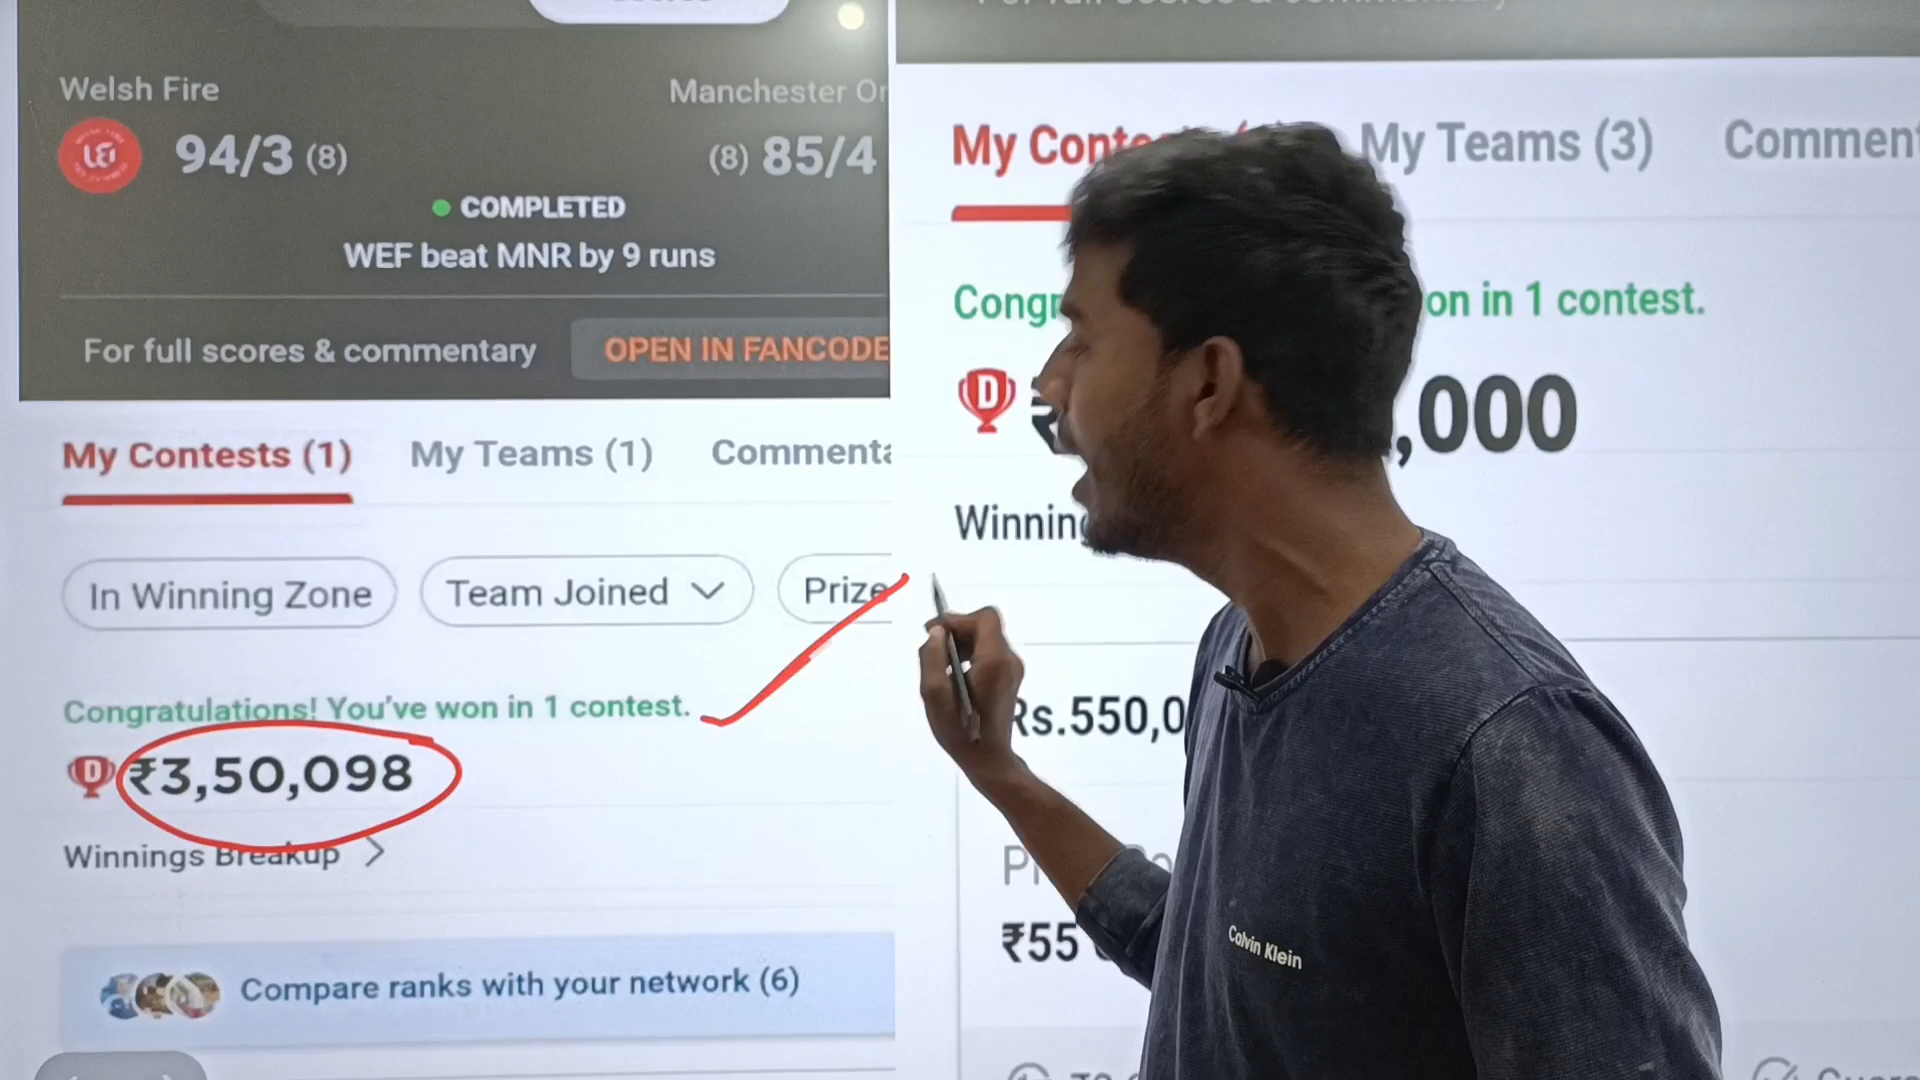 Welsh Fire
Manchester Or
94/3 (8)
(8) 85/4
COMPLETED
WEF beat MNR by 9 runs
For full scores & commentary
OPEN IN FANCODE
My Contests (1)
My Teams (1)
Commenta
In Winning Zone
Team Joined
Prize
Congratulations! You've won in 1 contest.
D ₹3,50,098
Winnings Breakup
Compare ranks with your network (6)
My Conte
My Teams (3)
Comment
Congr
on in 1 contest.
D ₹
,000
Winning
Rs.550,0
₹55
Calvin Klein